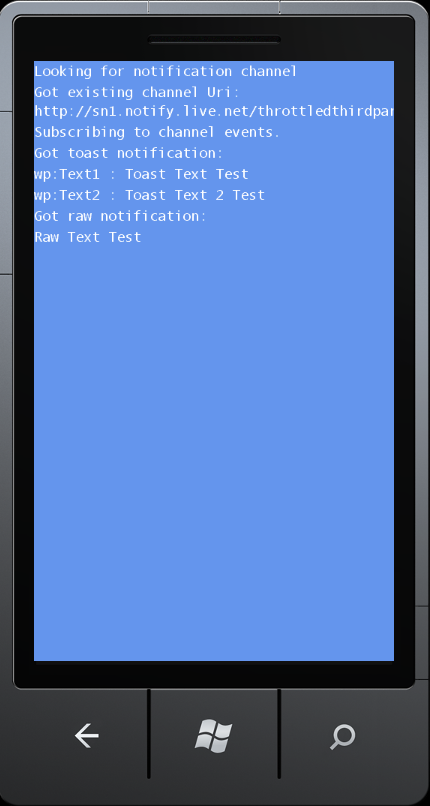 Looking for notification channel
Got existing channel Uri:
http://sn1.notify.live.net/throttledthirdpar
Subscribing to channel events.
Got toast notification:
wp:Text1 : Toast Text Test
wp:Text2 : Toast Text 2 Test
Got raw notification:
Raw Text Test